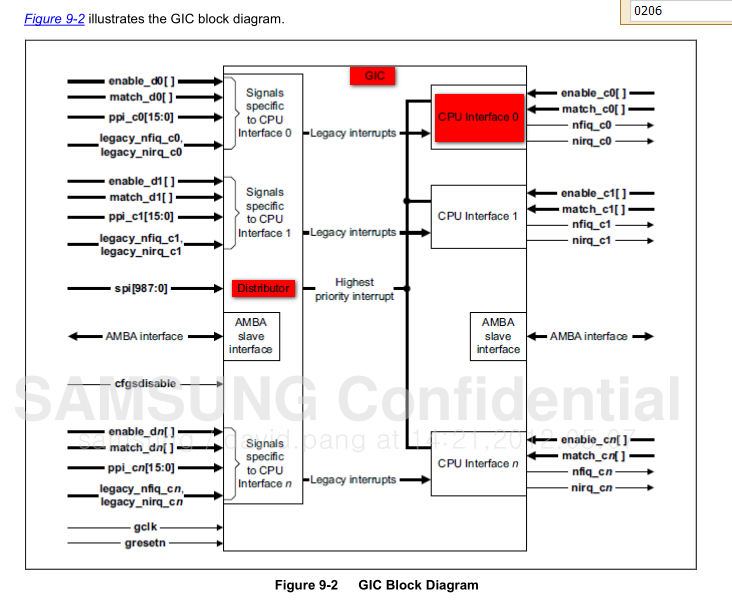 0206
Figure 9-2 illustrates the GIC block diagram.
GIC
enable_d0[ ]
match_d0[ ]
ppi_c0[15:0]
legacy_nfiq_c0,
legacy_nirq_c0
Signals
specific
to CPU
Interface 0
Legacy interrupts
CPU Interface 0
enable_c0[ ]
match_c0[ ]
nfiq_c0
nirq_c0
enable_d1[ ]
match_d1[ ]
ppi_c1[15:0]
legacy_nfiq_c1,
legacy_nirq_c1
Signals
specific
to CPU
Interface 1
Legacy interrupts
CPU Interface 1
enable_c1[ ]
match_c1[ ]
nfiq_c1
nirq_c1
spi[987:0]
Distributor
Highest
priority interrupt
AMBA interface
AMBA
slave
interface
AMBA
slave
interface
AMBA interface
cfgsdisable
SAMSUNG Confidential
samsung / david.pang at 14:21,2012.05.07
enable_dn[ ]
match_dn[ ]
ppi_cn[15:0]
legacy_nfiq_cn,
legacy_nirq_cn
Signals
specific
to CPU
Interface n
Legacy interrupts
CPU Interface n
enable_cn[ ]
match_cn[ ]
nfiq_cn
nirq_cn
gclk
gresetn
Figure 9-2 GIC Block Diagram